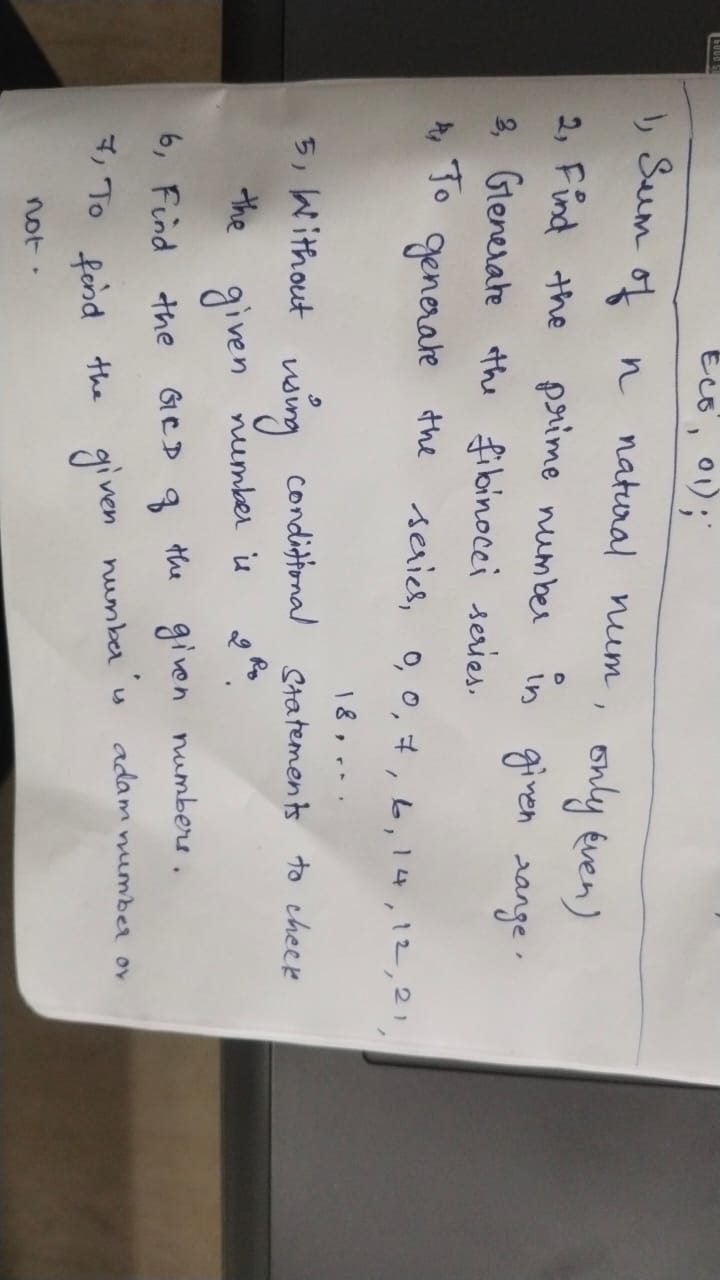 EC5, 01);
1, Sum of n natural num, only (even)
2, Find the prime number in given range.
3, Generate the fibinocci series.
4, To generate the series, 0, 0, 7, 6, 14, 12, 21,
18, ...
5, Without using conditional statements to check
the given number is 2
6, Find the GCD of the given numbers.
7, To find the given number is adam number or
not.